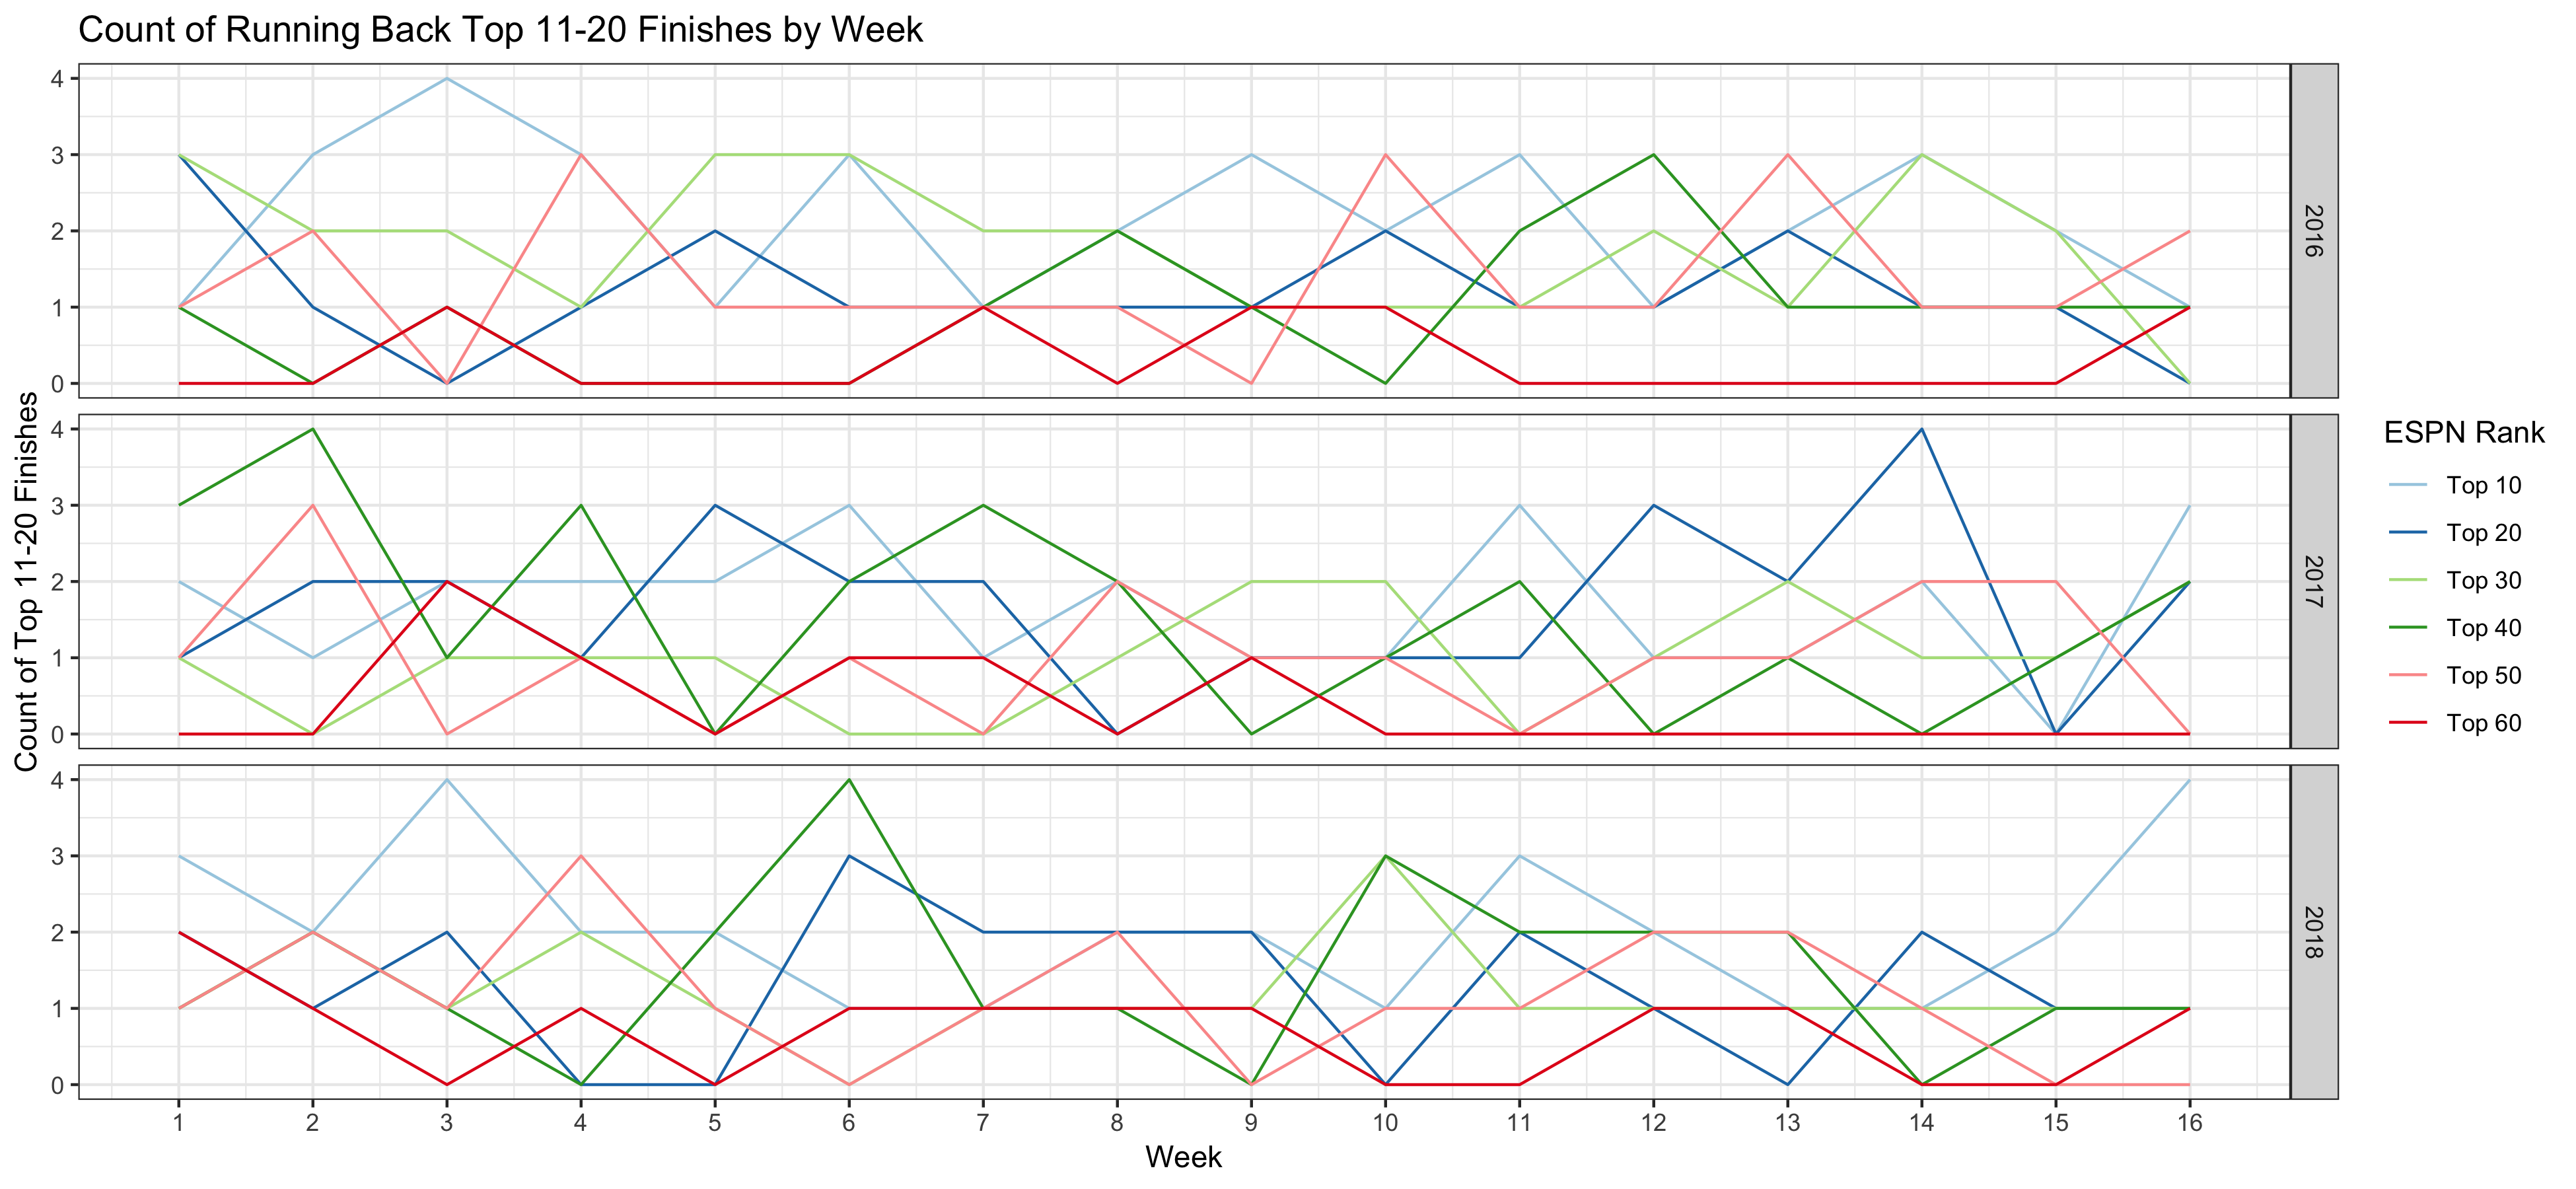 Count of Running Back Top 11-20 Finishes by Week
Count of Top 11-20 Finishes
4
3
2
1
0
2016
4
3
2
1
0
2017
4
3
2
1
0
2018
1 2 3 4 5 6 7 8 9 10 11 12 13 14 15 16
Week
ESPN Rank
Top 10
Top 20
Top 30
Top 40
Top 50
Top 60